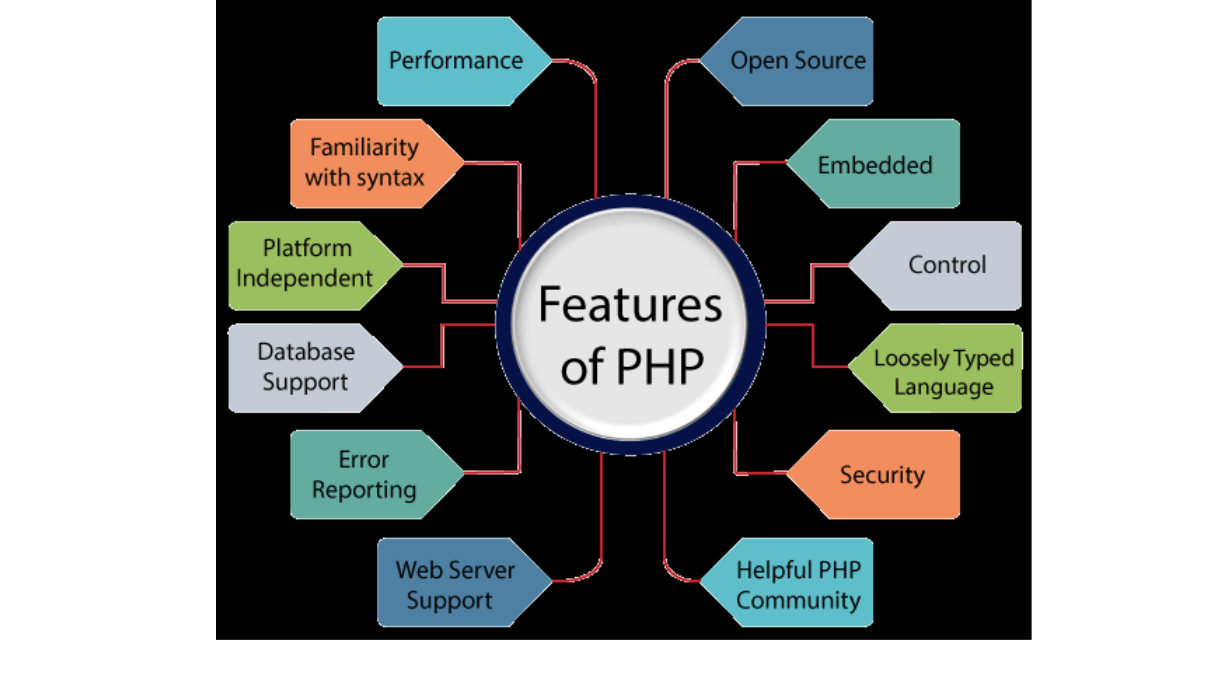 Performance
Open Source
Familiarity
with syntax
Embedded
Platform
Independent
Control
Features
of PHP
Database
Support
Loosely Typed
Language
Error
Reporting
Security
Web Server
Support
Helpful PHP
Community